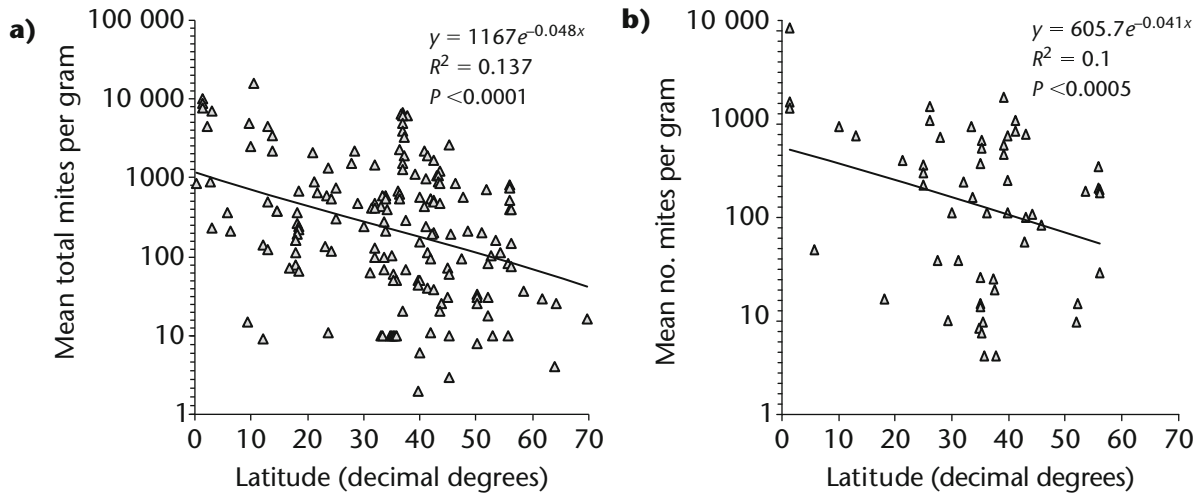 a)
100 000
10 000
1000
100
10
1
Mean total mites per gram
y = 1167e^–0.048x
R² = 0.137
P <0.0001
0 10 20 30 40 50 60 70
Latitude (decimal degrees)
b)
10 000
1000
100
10
1
Mean no. mites per gram
y = 605.7e^–0.041x
R² = 0.1
P <0.0005
0 10 20 30 40 50 60 70
Latitude (decimal degrees)